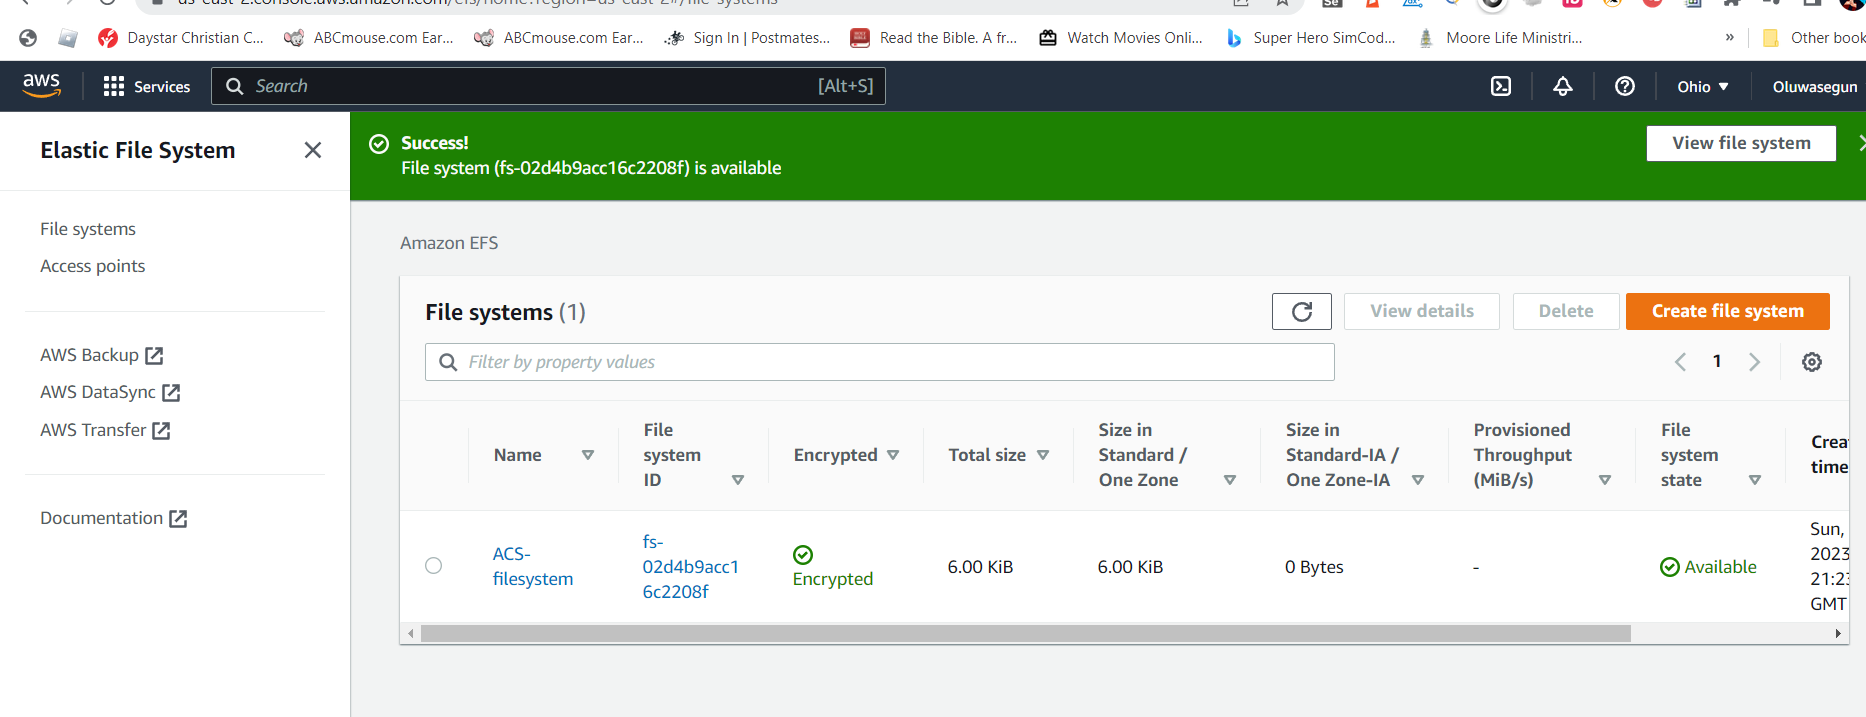 us-east-2.console.aws.amazon.com/efs/home?region=us-east-2#/file-systems
Daystar Christian C... ABCmouse.com Ear... ABCmouse.com Ear... Sign In | Postmates... Read the Bible. A fr... Watch Movies Onli... Super Hero SimCod... Moore Life Ministri... » Other book
aws Services Search [Alt+S] Ohio Oluwasegun
Elastic File System
File systems
Access points
AWS Backup
AWS DataSync
AWS Transfer
Documentation
Success!
File system (fs-02d4b9acc16c2208f) is available
View file system
Amazon EFS
File systems (1)
View details
Delete
Create file system
Filter by property values
1
Name
File
system
ID
Encrypted
Total size
Size in
Standard /
One Zone
Size in
Standard-IA /
One Zone-IA
Provisioned
Throughput
(MiB/s)
File
system
state
Crea
time
ACS-
filesystem
fs-
02d4b9acc1
6c2208f
Encrypted
6.00 KiB
6.00 KiB
0 Bytes
-
Available
Sun,
2023
21:23
GMT